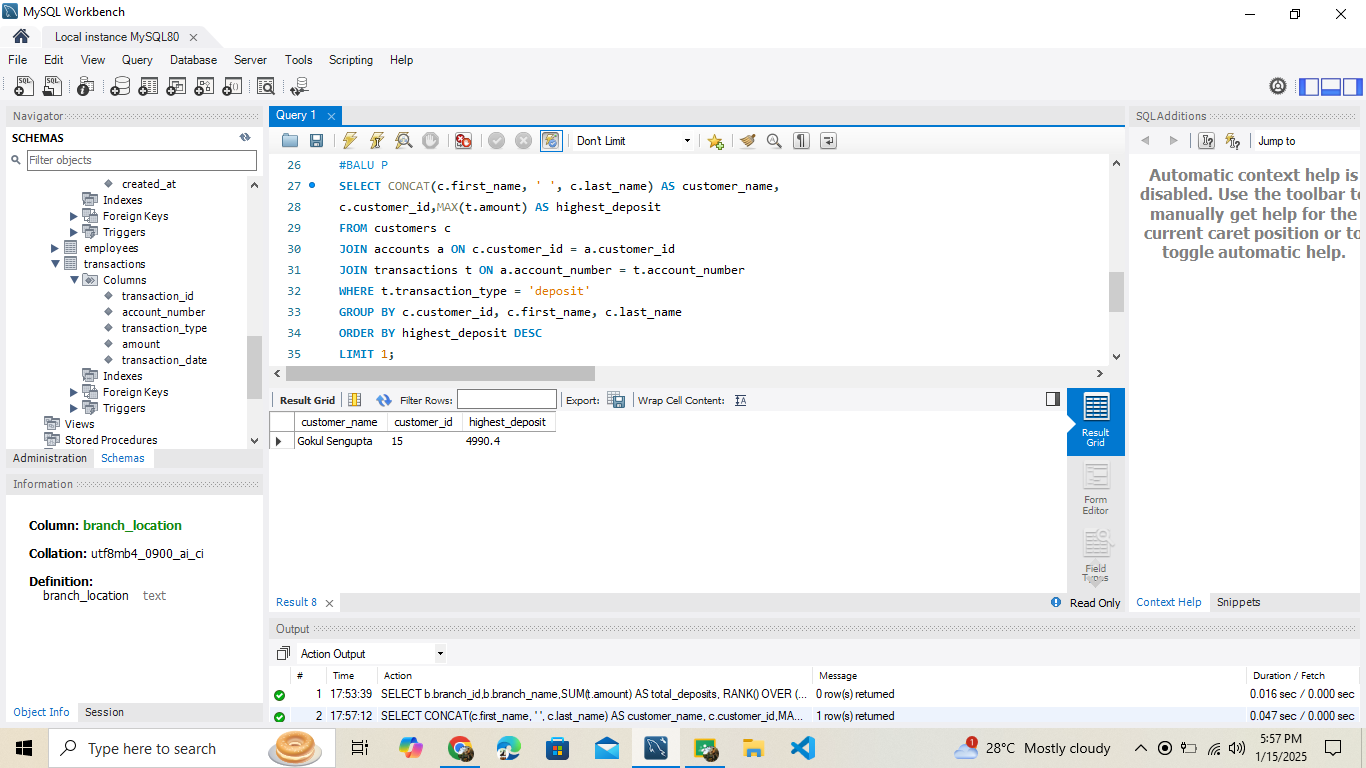 MySQL Workbench
Local instance MySQL80
File Edit View Query Database Server Tools Scripting Help
Navigator
SCHEMAS
Filter objects
created_at
Indexes
Foreign Keys
Triggers
employees
transactions
Columns
transaction_id
account_number
transaction_type
amount
transaction_date
Indexes
Foreign Keys
Triggers
Views
Stored Procedures
Administration Schemas
Information
Column: branch_location
Collation: utf8mb4_0900_ai_ci
Definition:
branch_location text
Object Info Session
Query 1
Don't Limit
26 #BALU P
27 SELECT CONCAT(c.first_name, ' ', c.last_name) AS customer_name,
28 c.customer_id,MAX(t.amount) AS highest_deposit
29 FROM customers c
30 JOIN accounts a ON c.customer_id = a.customer_id
31 JOIN transactions t ON a.account_number = t.account_number
32 WHERE t.transaction_type = 'deposit'
33 GROUP BY c.customer_id, c.first_name, c.last_name
34 ORDER BY highest_deposit DESC
35 LIMIT 1;
Result Grid Filter Rows: Export: Wrap Cell Content:
customer_name customer_id highest_deposit
Gokul Sengupta 15 4990.4
Result
Grid
Form
Editor
Field
Types
Result 8
Read Only
SQLAdditions
Jump to
Automatic context help is
disabled. Use the toolbar to
manually get help for the
current caret position or to
toggle automatic help.
Context Help Snippets
Output
Action Output
# Time Action Message Duration / Fetch
1 17:53:39 SELECT b.branch_id,b.branch_name,SUM(t.amount) AS total_deposits, RANK() OVER (... 0 row(s) returned 0.016 sec / 0.000 sec
2 17:57:12 SELECT CONCAT(c.first_name, ' ', c.last_name) AS customer_name, c.customer_id,MA... 1 row(s) returned 0.047 sec / 0.000 sec
Type here to search
1
28°C Mostly cloudy
5:57 PM
1/15/2025